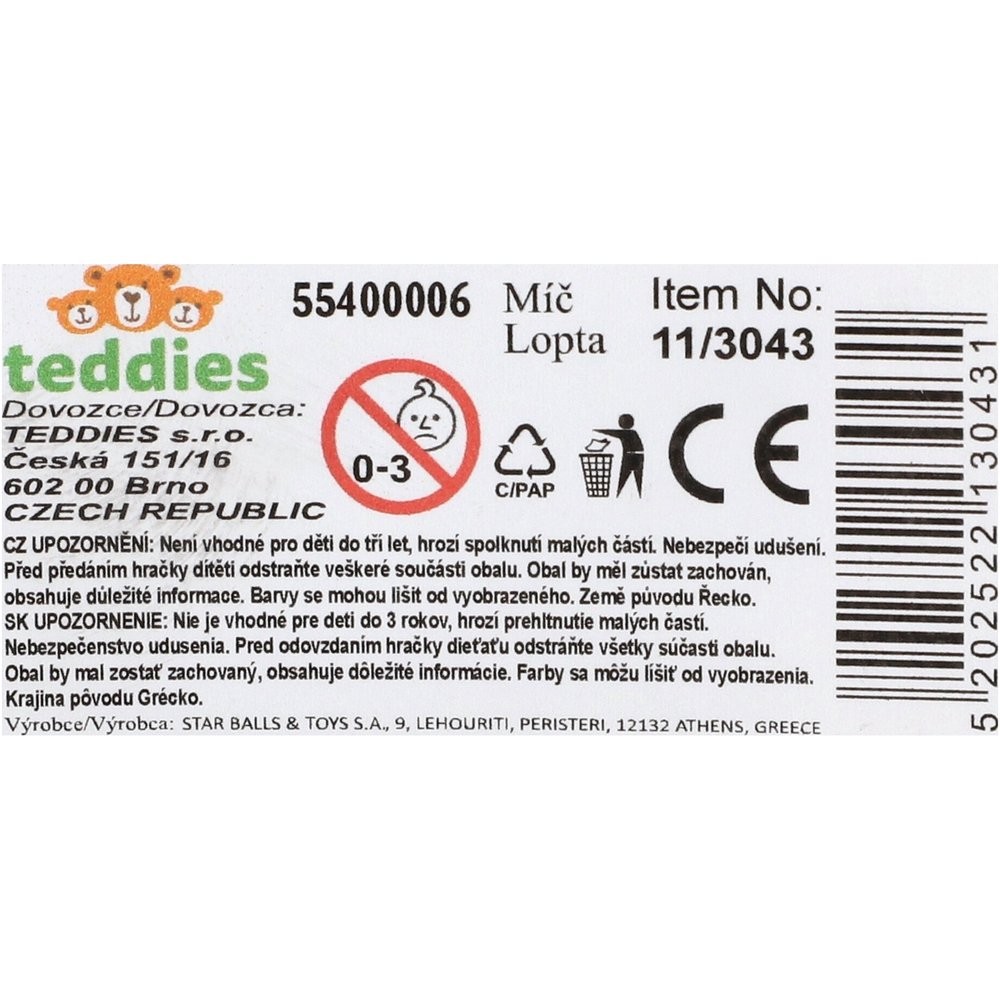 teddies
55400006
Míč
Lopta
Item No:
11/3043
Dovozce/Dovozca:
TEDDIES s.r.o.
Česká 151/16
602 00 Brno
CZECH REPUBLIC
0-3
C/PAP
CE
CZ UPOZORNĚNÍ: Není vhodné pro děti do tří let, hrozí spolknutí malých částí. Nebezpečí udušení.
Před předáním hračky dítěti odstraňte veškeré součásti obalu. Obal by měl zůstat zachován,
obsahuje důležité informace. Barvy se mohou lišit od vyobrazeného. Země původu Řecko.
SK UPOZORNENIE: Nie je vhodné pre deti do 3 rokov, hrozí prehltnutie malých častí.
Nebezpečenstvo udusenia. Pred odovzdaním hračky dieťaťu odstráňte všetky súčasti obalu.
Obal by mal zostať zachovaný, obsahuje dôležité informácie. Farby sa môžu líšiť od vyobrazenia.
Krajina pôvodu Grécko.
Výrobce/Výrobca: STAR BALLS & TOYS S.A., 9, LEHOURITI, PERISTERI, 12132 ATHENS, GREECE
5202522130431